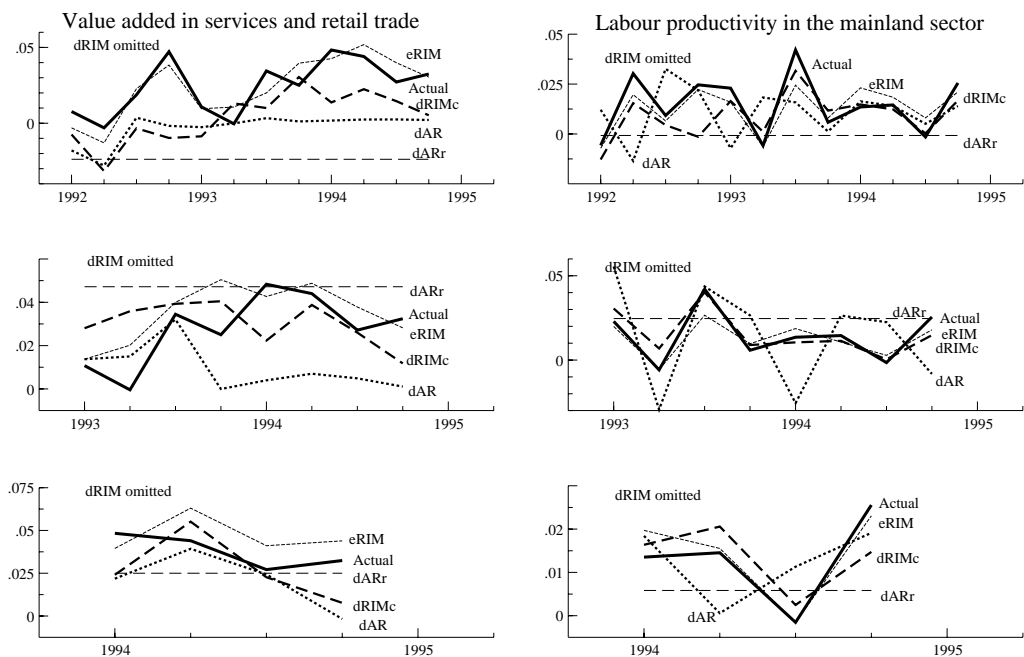 Value added in services and retail trade
.05
dRIM omitted
eRIM
Actual
dRIMc
dAR
dARr
0
1992
1993
1994
1995
Labour productivity in the mainland sector
.05
dRIM omitted
Actual
eRIM
dRIMc
.025
0
dARr
dAR
1992
1993
1994
1995
dRIM omitted
.06
dARr
.04
Actual
eRIM
dRIMc
.02
dAR
0
1993
1994
1995
dRIM omitted
.05
dARr
Actual
eRIM
.025
dRIMc
dAR
0
1993
1994
1995
.075
dRIM omitted
.05
eRIM
Actual
dARr
.025
dRIMc
dAR
0
1994
1995
dRIM omitted
Actual
eRIM
.02
dRIMc
.01
dARr
dAR
0
1994
1995